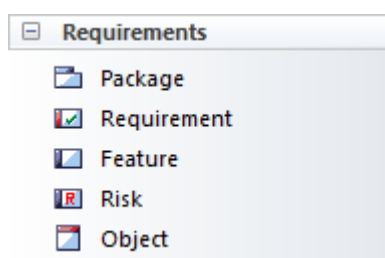 Requirements
Package
Requirement
Feature
R Risk
Object